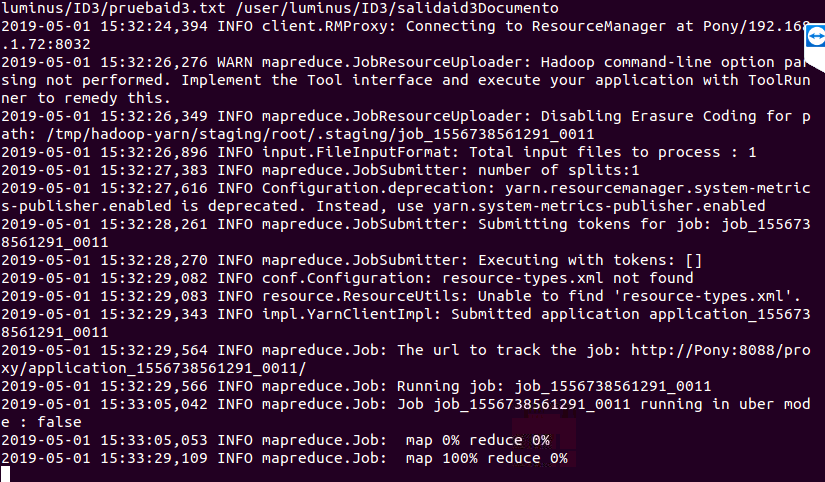 luminus/ID3/pruebaid3.txt /user/luminus/ID3/salidaid3Documento
2019-05-01 15:32:24,394 INFO client.RMProxy: Connecting to ResourceManager at Pony/192.168
.1.72:8032
2019-05-01 15:32:26,276 WARN mapreduce.JobResourceUploader: Hadoop command-line option par
sing not performed. Implement the Tool interface and execute your application with ToolRun
ner to remedy this.
2019-05-01 15:32:26,349 INFO mapreduce.JobResourceUploader: Disabling Erasure Coding for p
ath: /tmp/hadoop-yarn/staging/root/.staging/job_1556738561291_0011
2019-05-01 15:32:26,896 INFO input.FileInputFormat: Total input files to process : 1
2019-05-01 15:32:27,383 INFO mapreduce.JobSubmitter: number of splits:1
2019-05-01 15:32:27,616 INFO Configuration.deprecation: yarn.resourcemanager.system-metric
s-publisher.enabled is deprecated. Instead, use yarn.system-metrics-publisher.enabled
2019-05-01 15:32:28,261 INFO mapreduce.JobSubmitter: Submitting tokens for job: job_155673
8561291_0011
2019-05-01 15:32:28,270 INFO mapreduce.JobSubmitter: Executing with tokens: []
2019-05-01 15:32:29,082 INFO conf.Configuration: resource-types.xml not found
2019-05-01 15:32:29,083 INFO resource.ResourceUtils: Unable to find 'resource-types.xml'.
2019-05-01 15:32:29,343 INFO impl.YarnClientImpl: Submitted application application_155673
8561291_0011
2019-05-01 15:32:29,564 INFO mapreduce.Job: The url to track the job: http://Pony:8088/pro
xy/application_1556738561291_0011/
2019-05-01 15:32:29,566 INFO mapreduce.Job: Running job: job_1556738561291_0011
2019-05-01 15:33:05,042 INFO mapreduce.Job: Job job_1556738561291_0011 running in uber mod
e : false
2019-05-01 15:33:05,053 INFO mapreduce.Job:  map 0% reduce 0%
2019-05-01 15:33:29,109 INFO mapreduce.Job:  map 100% reduce 0%